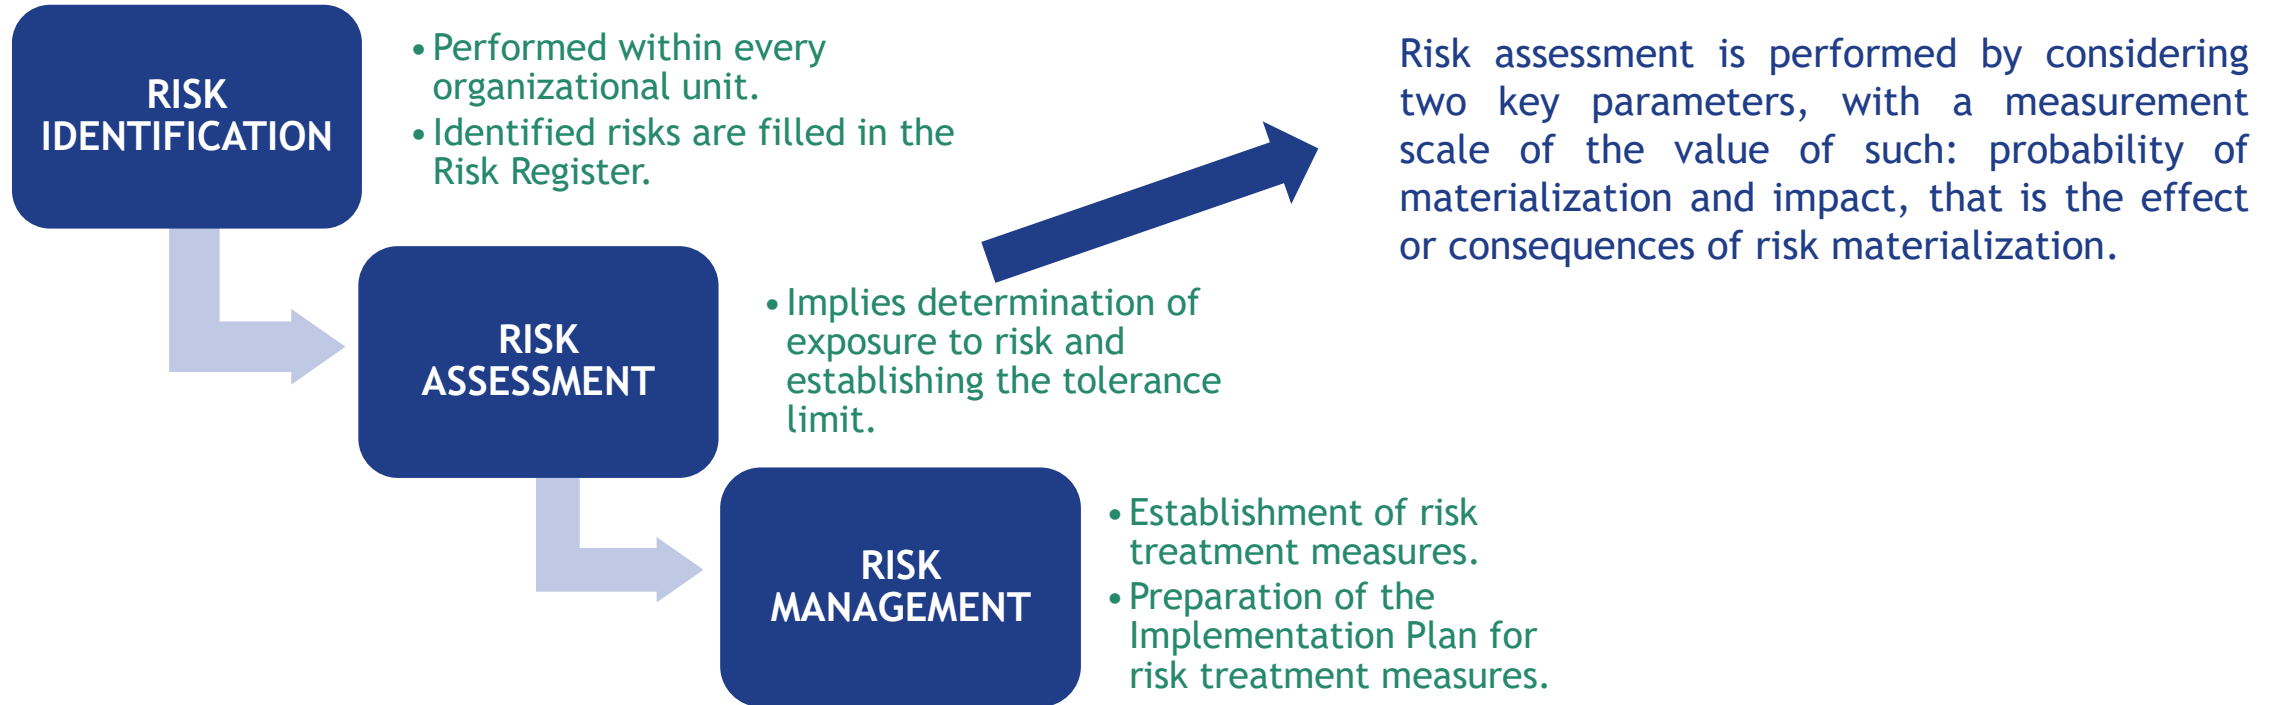 RISK
IDENTIFICATION
• Performed within every
organizational unit.
• Identified risks are filled in the
Risk Register.
Risk assessment is performed by considering
two key parameters, with a measurement
scale of the value of such: probability of
materialization and impact, that is the effect
or consequences of risk materialization.
RISK
ASSESSMENT
• Implies determination of
exposure to risk and
establishing the tolerance
limit.
RISK
MANAGEMENT
• Establishment of risk
treatment measures.
• Preparation of the
Implementation Plan for
risk treatment measures.